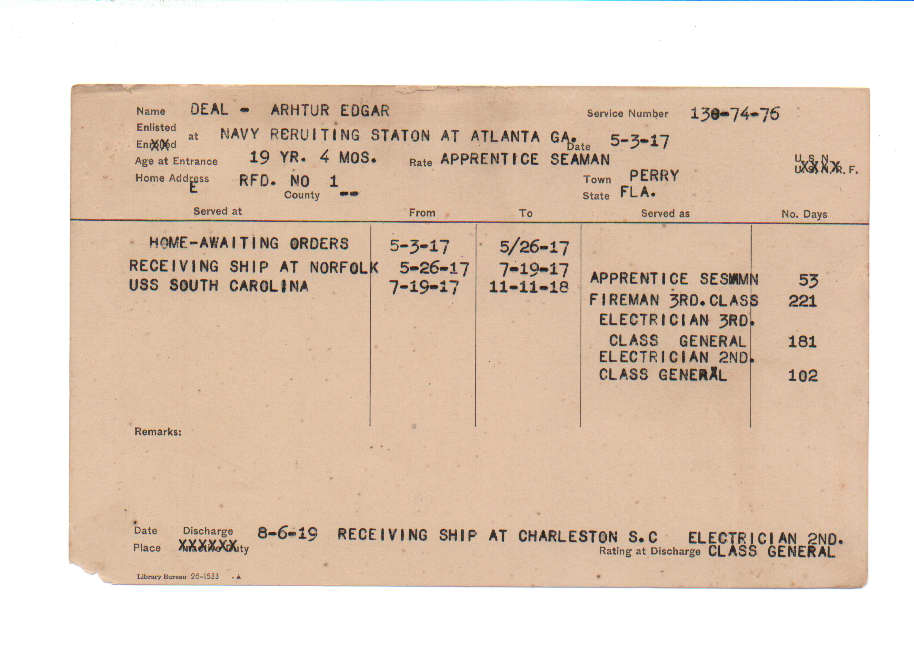 Name DEAL - ARHTUR EDGAR Service Number 130-74-76
Enlisted
at NAVY RERUITING STATON AT ATLANTA GA. Date 5-3-17
Age at Entrance 19 YR. 4 MOS. Rate APPRENTICE SEAMAN U.S.N.
Home Address RFD. NO 1 Town PERRY
E County -- State FLA.
Served at From To Served as No. Days
HOME-AWAITING ORDERS 5-3-17 5/26-17
RECEIVING SHIP AT NORFOLK 5-26-17 7-19-17
APPRENTICE SESMMN 53
USS SOUTH CAROLINA 7-19-17 11-11-18
FIREMAN 3RD.CLASS 221
ELECTRICIAN 3RD.
CLASS GENERAL 181
ELECTRICIAN 2ND.
CLASS GENERAL 102
Remarks:
Date Discharge 8-6-19 RECEIVING SHIP AT CHARLESTON S.C ELECTRICIAN 2ND.
Place XXXXXX Duty Rating at Discharge CLASS GENERAL
Library Bureau 26-1533